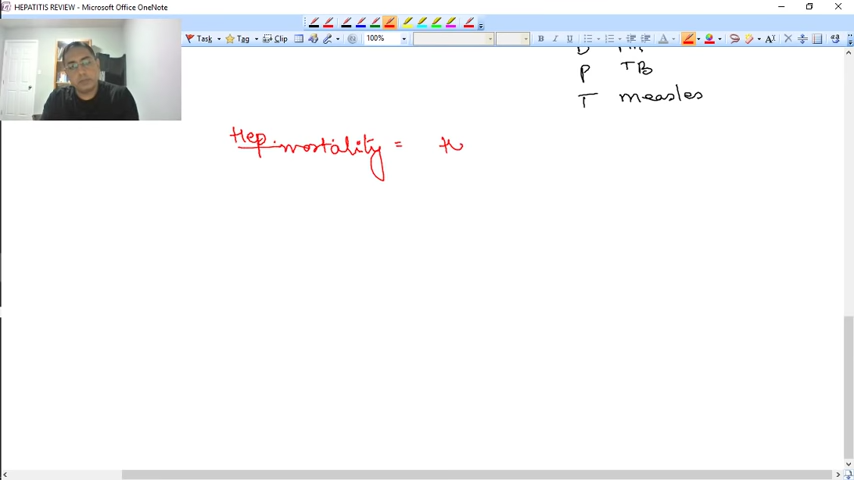 HEPATITIS REVIEW - Microsoft Office OneNote
Task Tag Clip 100% B I U
P TB
T measles
Hep. mortality =